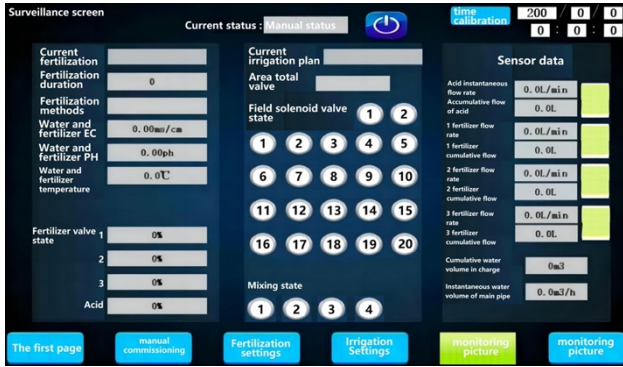 Surveillance screen
Current status : Manual status
time calibration
200 / 0 / 0
0 : 0 : 0
Current fertilization
Fertilization duration
0
Fertilization methods
Water and fertilizer EC
0.00ms/cm
Water and fertilizer PH
0.00ph
Water and fertilizer temperature
0.0℃
Fertilizer valve state
1
0%
2
0%
3
0%
Acid
0%
Current irrigation plan
Area total valve
Field solenoid valve state
1 2
1 2 3 4 5
6 7 8 9 10
11 12 13 14 15
16 17 18 19 20
Mixing state
1 2 3 4
Sensor data
Acid instantaneous flow rate
0.0L/min
Accumulative flow of acid
0.0L
1 fertilizer flow rate
0.0L/min
1 fertilizer cumulative flow
0.0L
2 fertilizer flow rate
0.0L/min
2 fertilizer cumulative flow
0.0L
3 fertilizer flow rate
0.0L/min
3 fertilizer cumulative flow
0.0L
Cumulative water volume in charge
0m3
Instantaneous water volume of main pipe
0.0m3/h
The first page
manual commissioning
Fertilization settings
Irrigation Settings
monitoring picture
monitoring picture